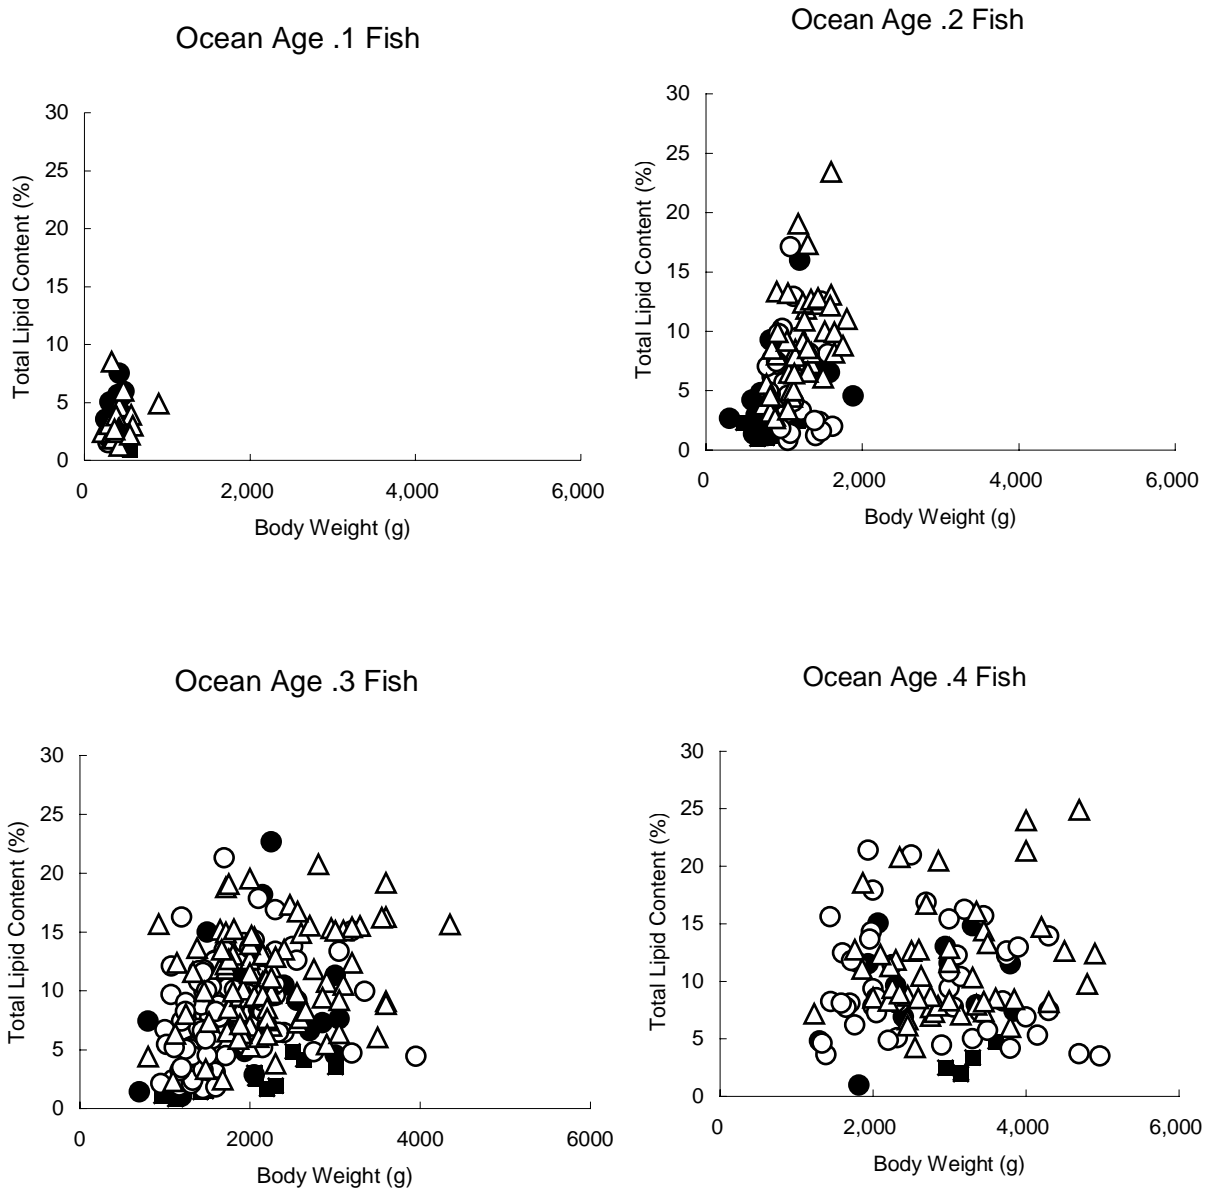 Ocean Age .1 Fish
30
25
20
15
10
5
0
Total Lipid Content (%)
0 2,000 4,000 6,000
Body Weight (g)
Ocean Age .2 Fish
30
25
20
15
10
5
0
Total Lipid Content (%)
0 2,000 4,000 6,000
Body Weight (g)
Ocean Age .3 Fish
30
25
20
15
10
5
0
Total Lipid Content (%)
0 2000 4000 6000
Body Weight (g)
Ocean Age .4 Fish
30
25
20
15
10
5
0
Total Lipid Content (%)
0 2,000 4,000 6,000
Body Weight (g)